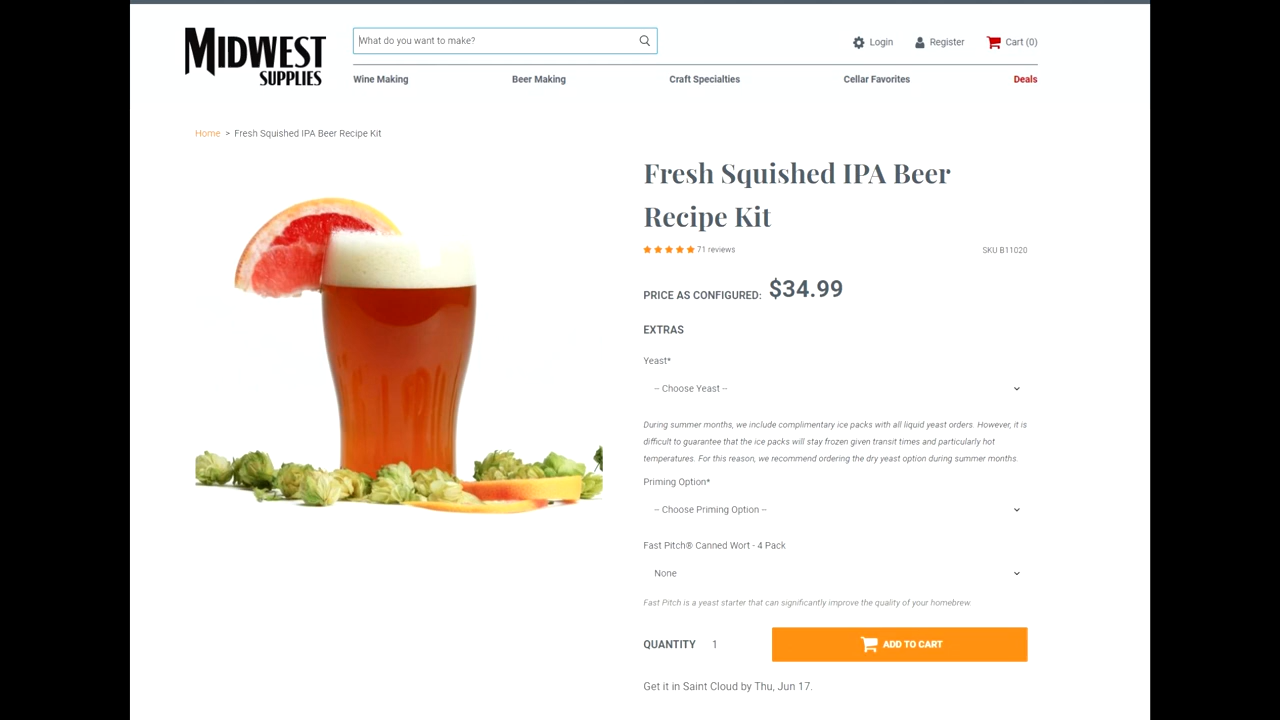 MIDWEST
SUPPLIES
What do you want to make?
Login
Register
Cart (0)
Wine Making
Beer Making
Craft Specialties
Cellar Favorites
Deals
Home > Fresh Squished IPA Beer Recipe Kit
Fresh Squished IPA Beer
Recipe Kit
71 reviews
SKU B11020
PRICE AS CONFIGURED: $34.99
EXTRAS
Yeast*
-- Choose Yeast --
During summer months, we include complimentary ice packs with all liquid yeast orders. However, it is
difficult to guarantee that the ice packs will stay frozen given transit times and particularly hot
temperatures. For this reason, we recommend ordering the dry yeast option during summer months.
Priming Option*
-- Choose Priming Option --
Fast Pitch® Canned Wort - 4 Pack
None
Fast Pitch is a yeast starter that can significantly improve the quality of your homebrew.
QUANTITY 1
ADD TO CART
Get it in Saint Cloud by Thu, Jun 17.